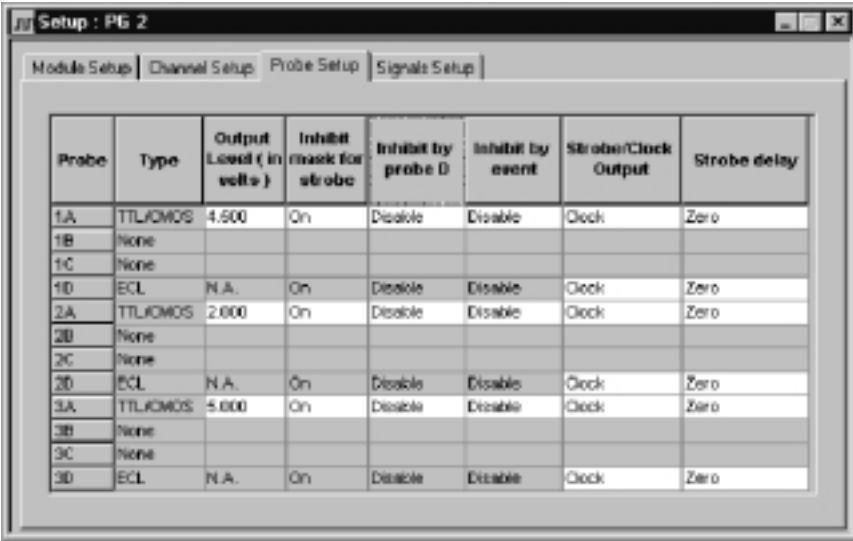 Setup : PG 2
Module Setup Channel Setup Probe Setup Signals Setup
Probe Type Output Level ( in volts ) Inhibit mask for strobe Inhibit by probe D Inhibit by event Strobe/Clock Output Strobe delay
1A TTL/CMOS 4.500 On Disable Disable Clock Zero
1B None
1C None
1D ECL N.A. On Disable Disable Clock Zero
2A TTL/CMOS 2.000 On Disable Disable Clock Zero
2B None
2C None
2D ECL N.A. On Disable Disable Clock Zero
3A TTL/CMOS 5.000 On Disable Disable Clock Zero
3B None
3C None
3D ECL N.A. On Disable Disable Clock Zero